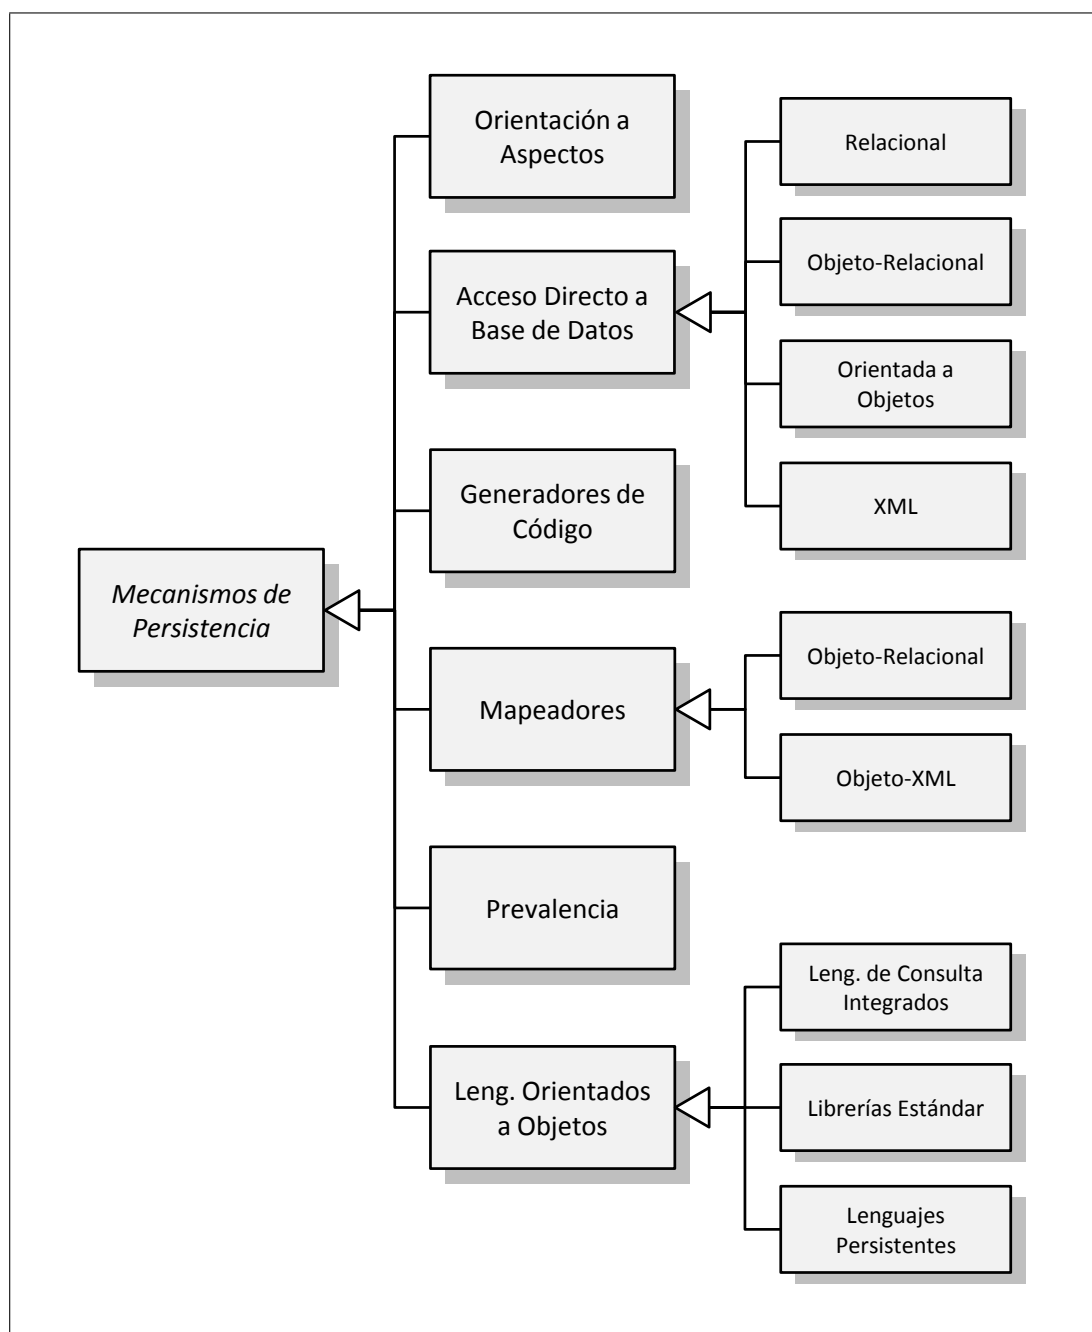 Mecanismos de
Persistencia
Orientación a
Aspectos
Acceso Directo a
Base de Datos
Relacional
Objeto-Relacional
Orientada a
Objetos
XML
Generadores de
Código
Mapeadores
Objeto-Relacional
Objeto-XML
Prevalencia
Leng. Orientados
a Objetos
Leng. de Consulta
Integrados
Librerías Estándar
Lenguajes
Persistentes